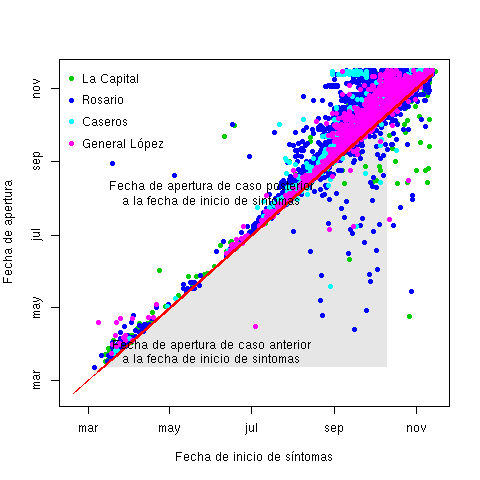 La Capital
Rosario
Caseros
General López
Fecha de apertura de caso posterior
a la fecha de inicio de sintomas
Fecha de apertura de caso anterior
a la fecha de inicio de sintomas
Fecha de apertura
nov
sep
jul
may
mar
mar may jul sep nov
Fecha de inicio de síntomas